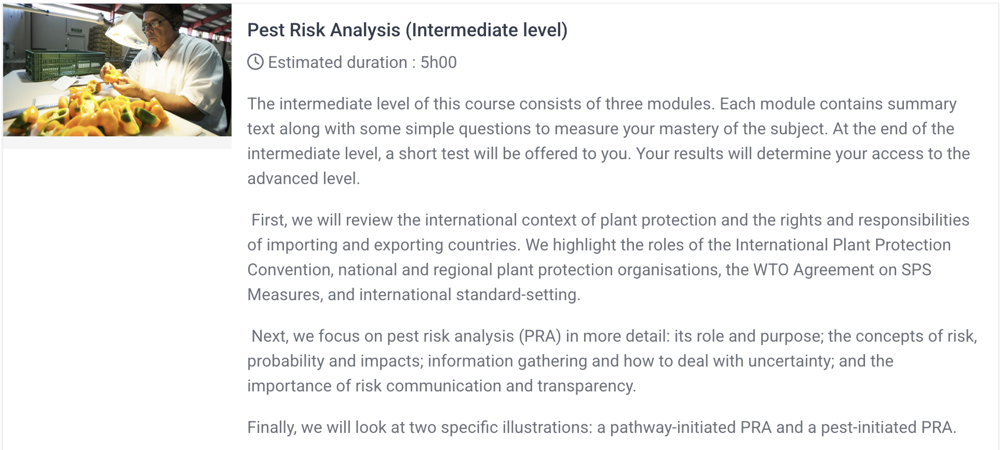 Pest Risk Analysis (Intermediate level)
Estimated duration : 5h00
The intermediate level of this course consists of three modules. Each module contains summary
text along with some simple questions to measure your mastery of the subject. At the end of the
intermediate level, a short test will be offered to you. Your results will determine your access to the
advanced level.
First, we will review the international context of plant protection and the rights and responsibilities
of importing and exporting countries. We highlight the roles of the International Plant Protection
Convention, national and regional plant protection organisations, the WTO Agreement on SPS
Measures, and international standard-setting.
Next, we focus on pest risk analysis (PRA) in more detail: its role and purpose; the concepts of risk,
probability and impacts; information gathering and how to deal with uncertainty; and the
importance of risk communication and transparency.
Finally, we will look at two specific illustrations: a pathway-initiated PRA and a pest-initiated PRA.